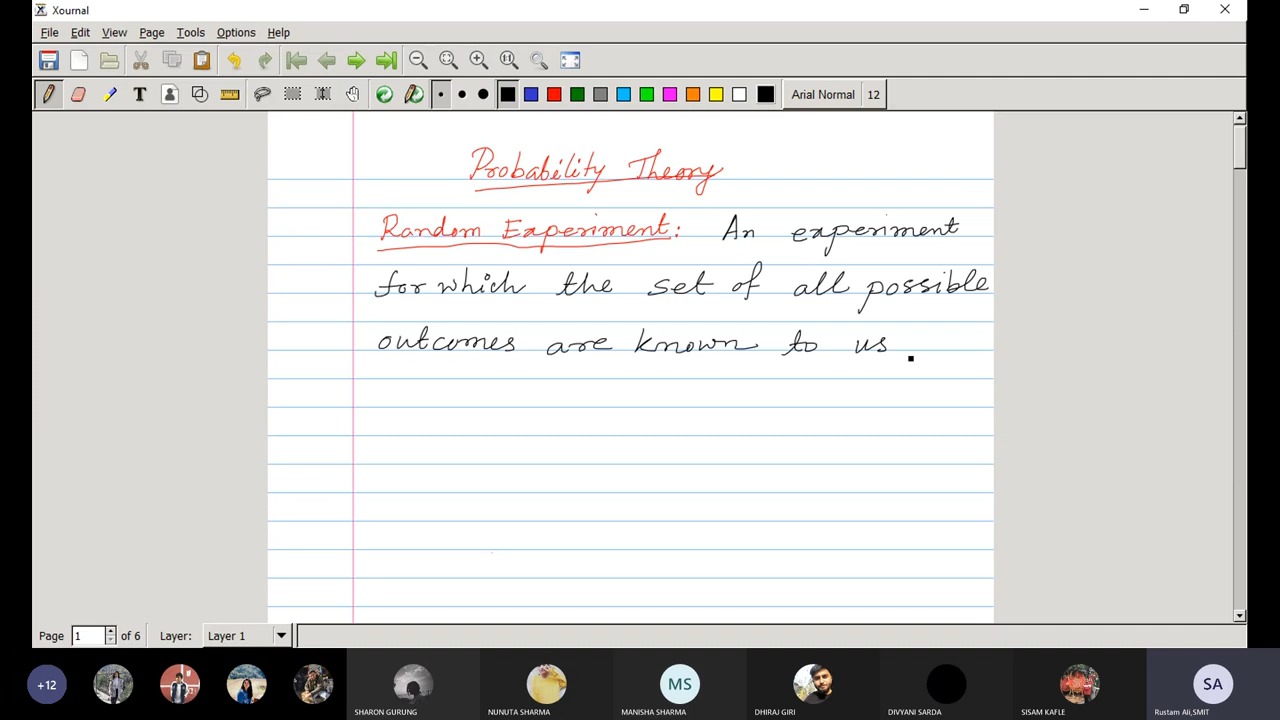 Xournal
File Edit View Page Tools Options Help
Arial Normal 12
Probability Theory
Random Experiment: An experiment
for which the set of all possible
outcomes are known to us .
Page 1 of 6 Layer: Layer 1
+12 MS SA
SHARON GURUNG NUNUTA SHARMA MANISHA SHARMA DHIRAJ GIRI DIVYANI SARDA SISAM KAFLE Rustam Ali,SMIT